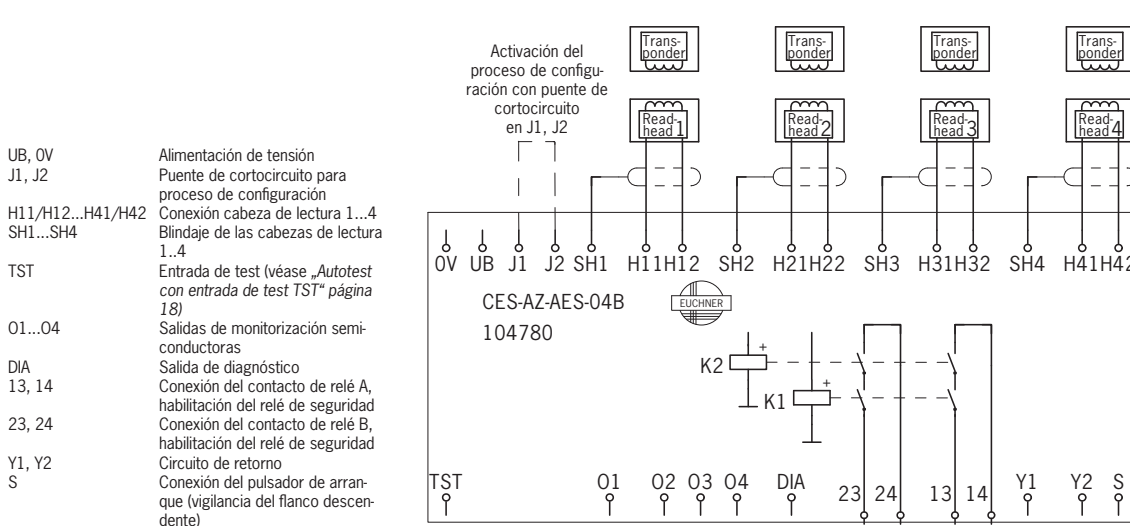 UB, 0V Alimentación de tensión
J1, J2 Puente de cortocircuito para
proceso de configuración
H11/H12...H41/H42 Conexión cabeza de lectura 1...4
SH1...SH4 Blindaje de las cabezas de lectura
1..4
TST Entrada de test (véase „Autotest
con entrada de test TST“ página
18)
O1...O4 Salidas de monitorización semi-
conductoras
DIA Salida de diagnóstico
13, 14 Conexión del contacto de relé A,
habilitación del relé de seguridad
23, 24 Conexión del contacto de relé B,
habilitación del relé de seguridad
Y1, Y2 Circuito de retorno
S Conexión del pulsador de arran-
que (vigilancia del flanco descen-
dente)
Activación del
proceso de configu-
ración con puente de
cortocircuito
en J1, J2
Trans-
ponder
Trans-
ponder
Trans-
ponder
Trans-
ponder
Read-
head 1
Read-
head 2
Read-
head 3
Read-
head 4
0V UB J1 J2 SH1 H11 H12 SH2 H21 H22 SH3 H31 H32 SH4 H41 H42
CES-AZ-AES-04B
104780
EUCHNER
K2 +
K1 +
TST O1 O2 O3 O4 DIA 23 24 13 14 Y1 Y2 S